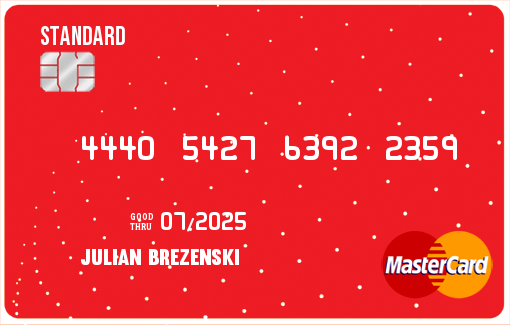 STANDARD
4440 5427 6392 2359
GOOD THRU 07/2025
JULIAN BREZENSKI
MasterCard